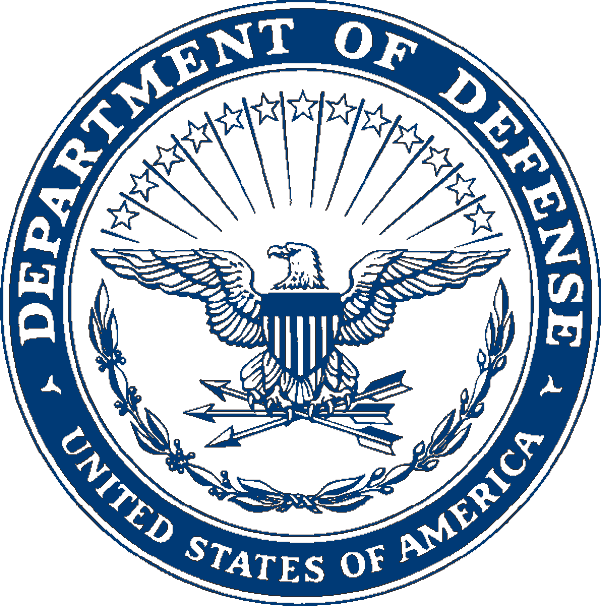 DEPARTMENT OF DEFENSE
UNITED STATES OF AMERICA